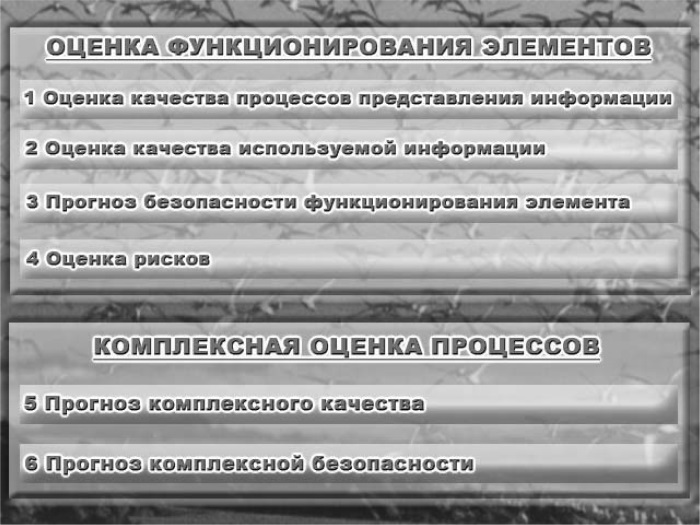 ОЦЕНКА ФУНКЦИОНИРОВАНИЯ ЭЛЕМЕНТОВ
1 Оценка качества процессов представления информации
2 Оценка качества используемой информации
3 Прогноз безопасности функционирования элемента
4 Оценка рисков
КОМПЛЕКСНАЯ ОЦЕНКА ПРОЦЕССОВ
5 Прогноз комплексного качества
6 Прогноз комплексной безопасности